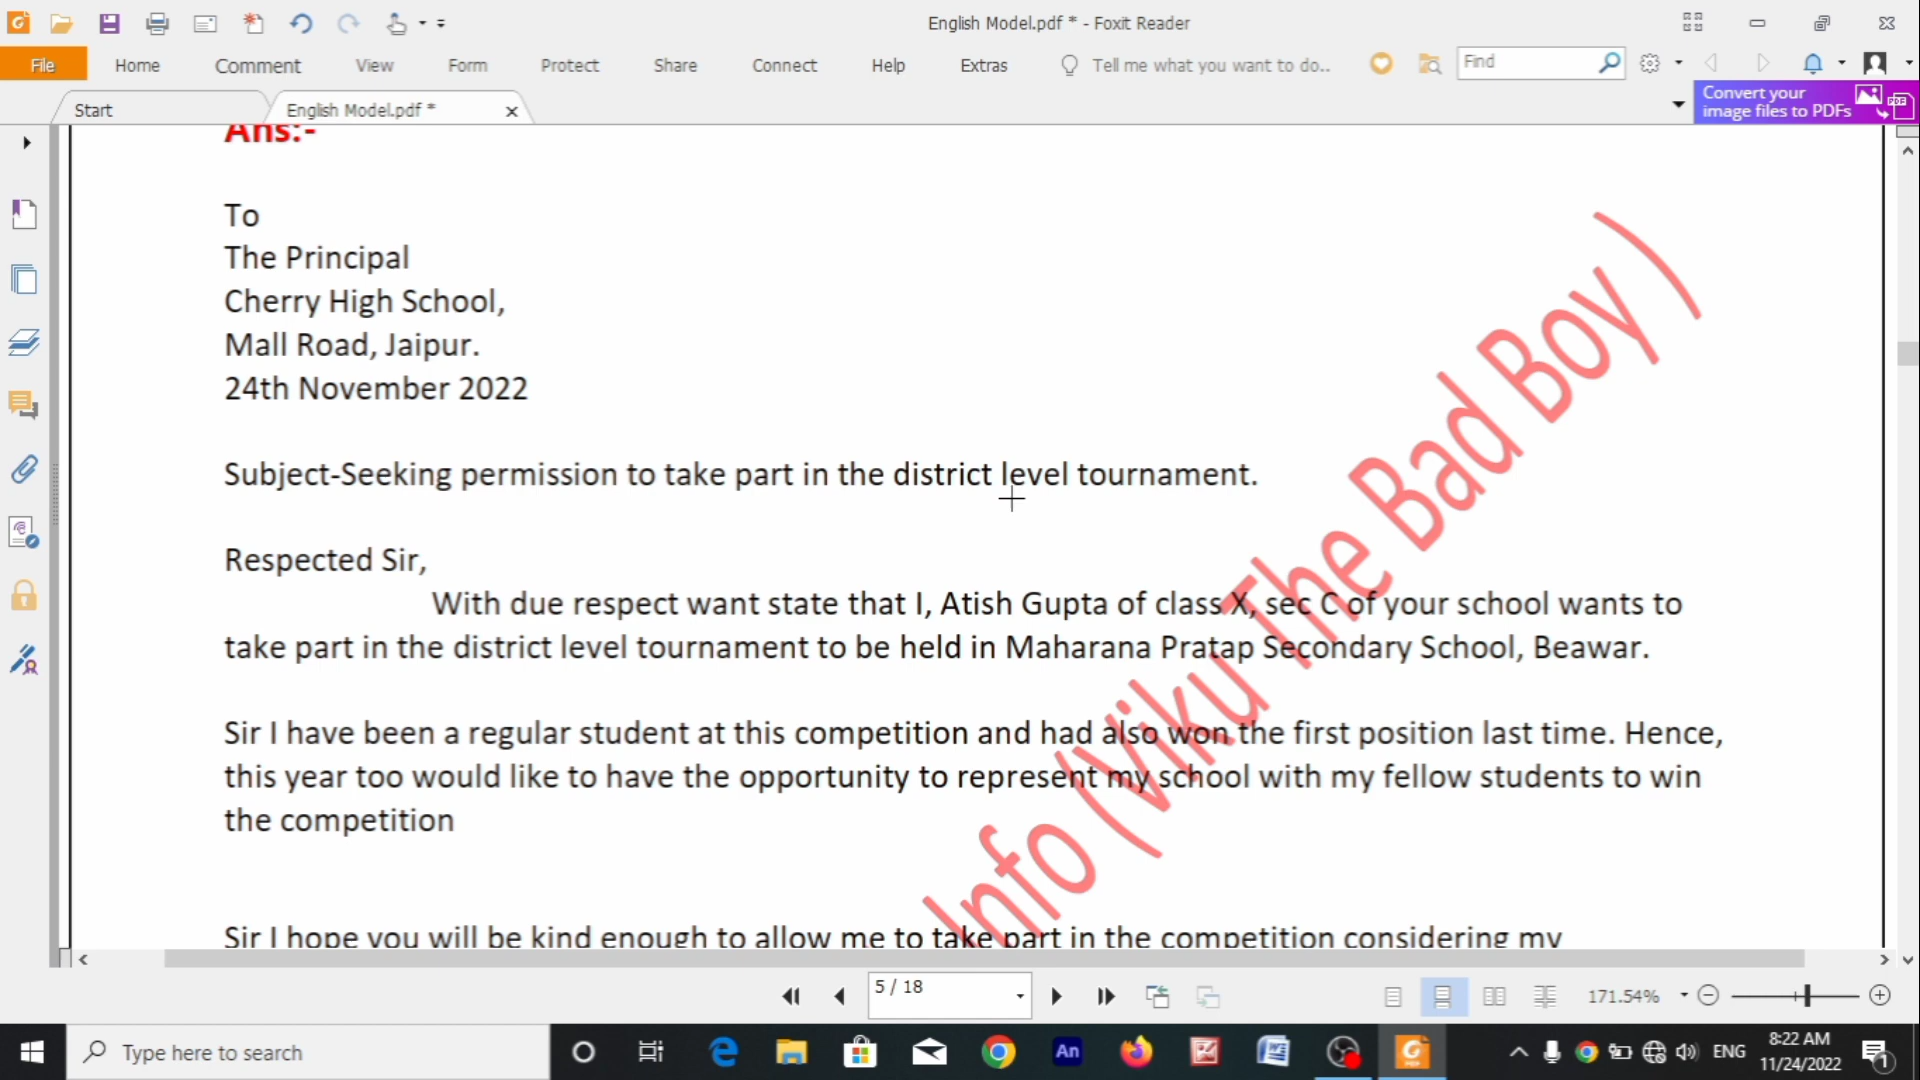 English Model.pdf * - Foxit Reader
File Home Comment View Form Protect Share Connect Help Extras Tell me what you want to do.. Find
Start English Model.pdf *
Convert your
image files to PDFs
PDF
Ans:-
To
The Principal
Cherry High School,
Mall Road, Jaipur.
24th November 2022
Subject-Seeking permission to take part in the district level tournament.
Respected Sir,
With due respect want state that I, Atish Gupta of class X, sec C of your school wants to
take part in the district level tournament to be held in Maharana Pratap Secondary School, Beawar.
Sir I have been a regular student at this competition and had also won the first position last time. Hence,
this year too would like to have the opportunity to represent my school with my fellow students to win
the competition
Sir I hope you will be kind enough to allow me to take part in the competition considering my
Info (Viku The Bad Boy )
5 / 18
171.54%
Type here to search
An
PDF
ENG
8:22 AM
11/24/2022
1